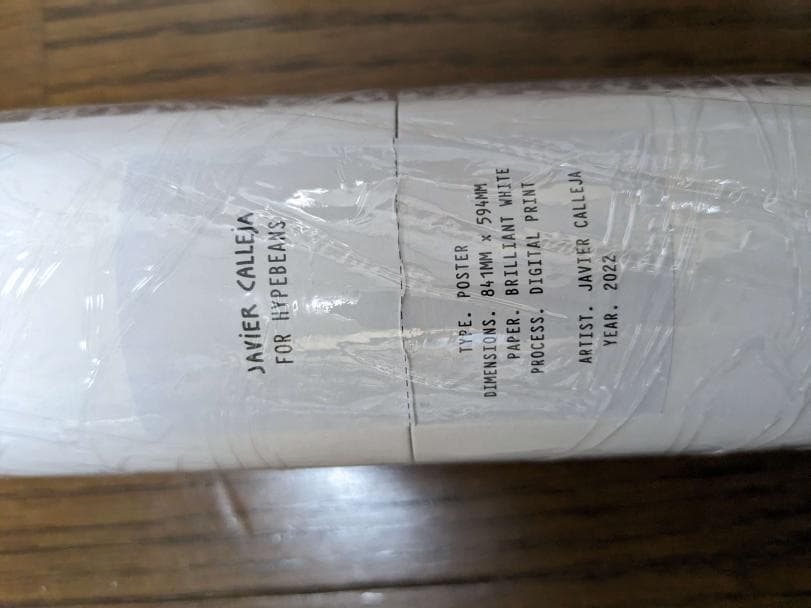 JAViER CALLEJA
FOR HYPEBEANS
TYPE. POSTER
DIMENSIONS. 841MM x 594MM
PAPER. BRILLIANT WHITE
PROCESS. DIGITAL PRINT
ARTIST. JAVIER CALLEJA
YEAR. 2022